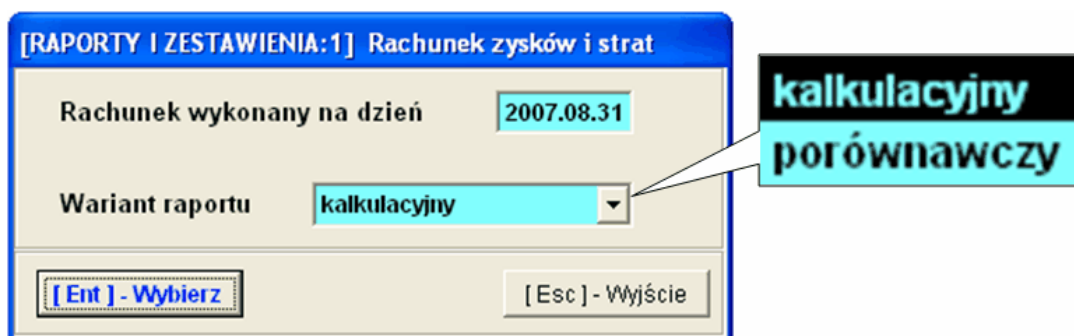 [RAPORTY I ZESTAWIENIA:1] Rachunek zysków i strat
Rachunek wykonany na dzień 2007.08.31
Wariant raportu kalkulacyjny
kalkulacyjny
porównawczy
[ Ent ] - Wybierz [ Esc ] - Wyjście